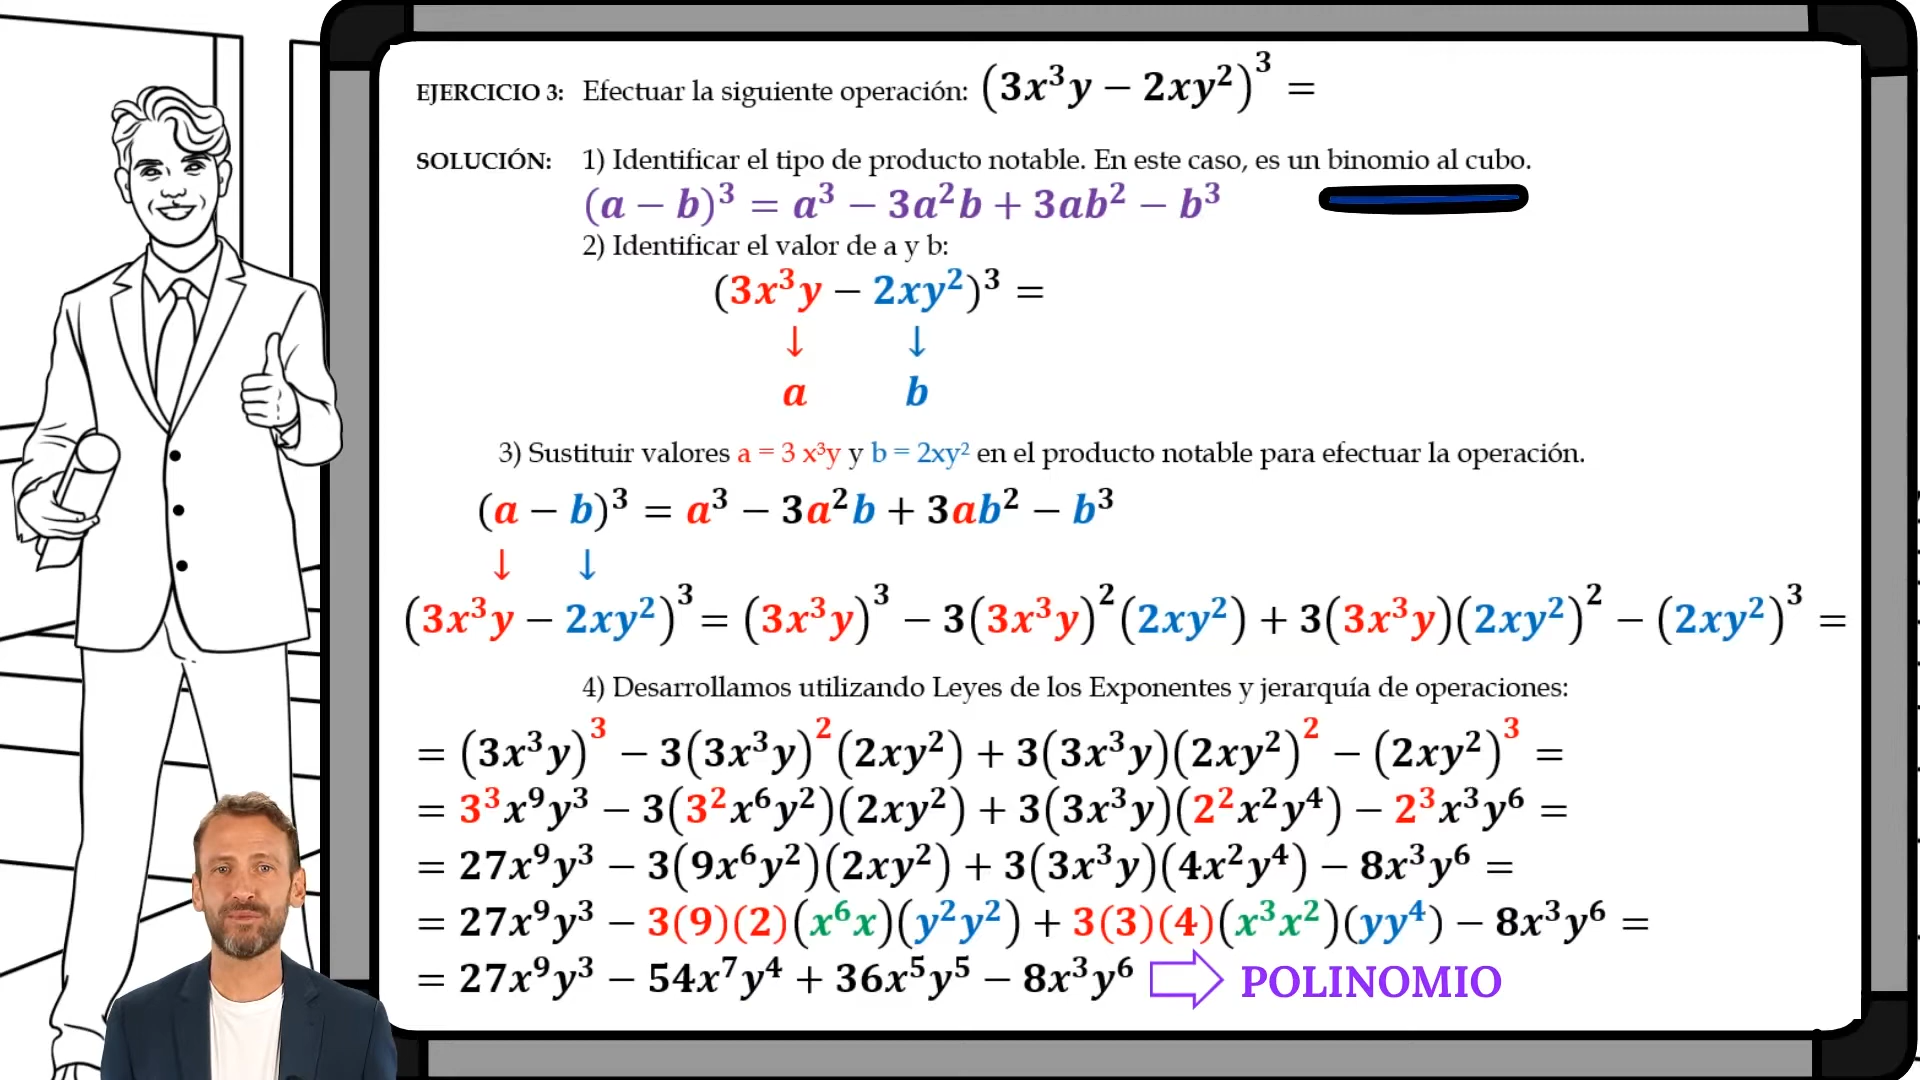 EJERCICIO 3: Efectuar la siguiente operación: (3x³y − 2xy²)³ =
SOLUCIÓN: 1) Identificar el tipo de producto notable. En este caso, es un binomio al cubo.
(a − b)³ = a³ − 3a²b + 3ab² − b³
2) Identificar el valor de a y b:
(3x³y − 2xy²)³ =
↓ ↓
a b
3) Sustituir valores a = 3 x³y y b = 2xy² en el producto notable para efectuar la operación.
(a − b)³ = a³ − 3a²b + 3ab² − b³
↓ ↓
(3x³y − 2xy²)³ = (3x³y)³ − 3(3x³y)²(2xy²) + 3(3x³y)(2xy²)² − (2xy²)³ =
4) Desarrollamos utilizando Leyes de los Exponentes y jerarquía de operaciones:
= (3x³y)³ − 3(3x³y)²(2xy²) + 3(3x³y)(2xy²)² − (2xy²)³ =
= 3³x⁹y³ − 3(3²x⁶y²)(2xy²) + 3(3x³y)(2²x²y⁴) − 2³x³y⁶ =
= 27x⁹y³ − 3(9x⁶y²)(2xy²) + 3(3x³y)(4x²y⁴) − 8x³y⁶ =
= 27x⁹y³ − 3(9)(2)(x⁶x)(y²y²) + 3(3)(4)(x³x²)(yy⁴) − 8x³y⁶ =
= 27x⁹y³ − 54x⁷y⁴ + 36x⁵y⁵ − 8x³y⁶ ⇨ POLINOMIO